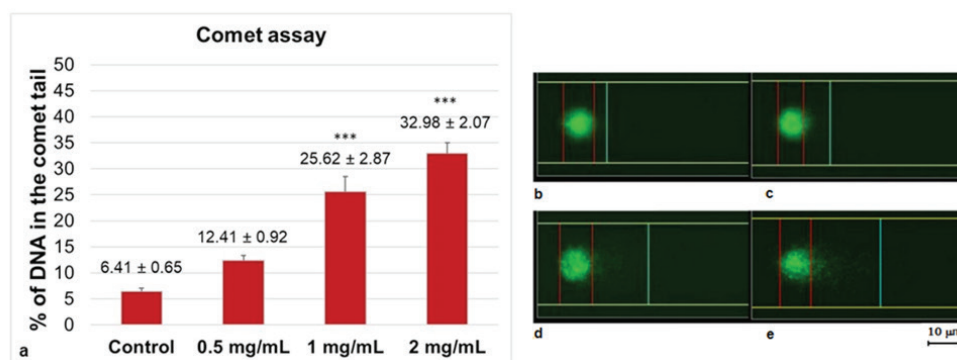 Comet assay
% of DNA in the comet tail
50
45
40
35
30
25
20
15
10
5
0
6.41 ± 0.65
12.41 ± 0.92
***
25.62 ± 2.87
***
32.98 ± 2.07
Control 0.5 mg/mL 1 mg/mL 2 mg/mL
a
b
c
d
e
10 µm